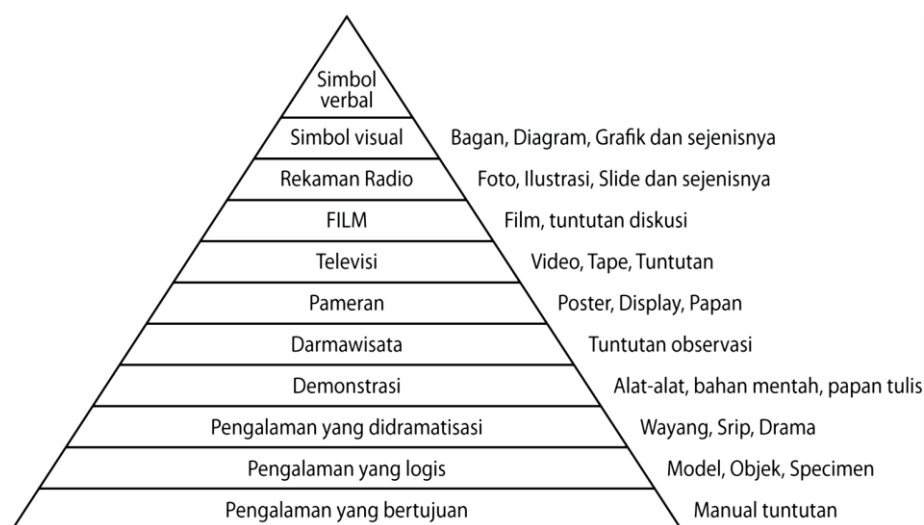 Simbol
verbal
Simbol visual Bagan, Diagram, Grafik dan sejenisnya
Rekaman Radio Foto, Ilustrasi, Slide dan sejenisnya
FILM Film, tuntutan diskusi
Televisi Video, Tape, Tuntutan
Pameran Poster, Display, Papan
Darmawisata Tuntutan observasi
Demonstrasi Alat-alat, bahan mentah, papan tulis
Pengalaman yang didramatisasi Wayang, Srip, Drama
Pengalaman yang logis Model, Objek, Specimen
Pengalaman yang bertujuan Manual tuntutan